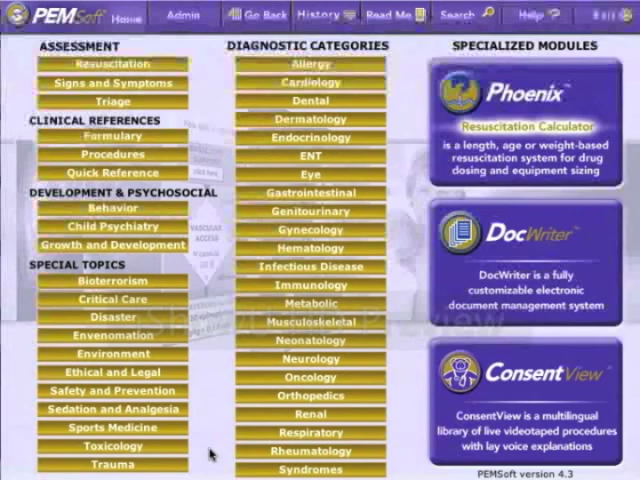 PEMSoft Home Admin Go Back History Read Me Search Help Exit
ASSESSMENT
Resuscitation
Signs and Symptoms
Triage
CLINICAL REFERENCES
Formulary
Procedures
Quick Reference
DEVELOPMENT & PSYCHOSOCIAL
Behavior
Child Psychiatry
Growth and Development
SPECIAL TOPICS
Bioterrorism
Critical Care
Disaster
Envenomation
Environment
Ethical and Legal
Safety and Prevention
Sedation and Analgesia
Sports Medicine
Toxicology
Trauma
DIAGNOSTIC CATEGORIES
Allergy
Cardiology
Dental
Dermatology
Endocrinology
ENT
Eye
Gastrointestinal
Genitourinary
Gynecology
Hematology
Infectious Disease
Immunology
Metabolic
Musculoskeletal
Neonatology
Neurology
Oncology
Orthopedics
Renal
Respiratory
Rheumatology
Syndromes
SPECIALIZED MODULES
Phoenix™
Resuscitation Calculator
is a length, age or weight-based
resuscitation system for drug
dosing and equipment sizing
DocWriter™
DocWriter is a fully
customizable electronic
document management system
ConsentView™
ConsentView is a multilingual
library of live videotaped procedures
with lay voice explanations
PEMSoft version 4.3
VASCULAR
ACCESS